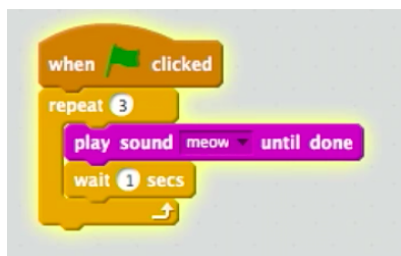 when clicked
repeat 3
play sound meow until done
wait 1 secs